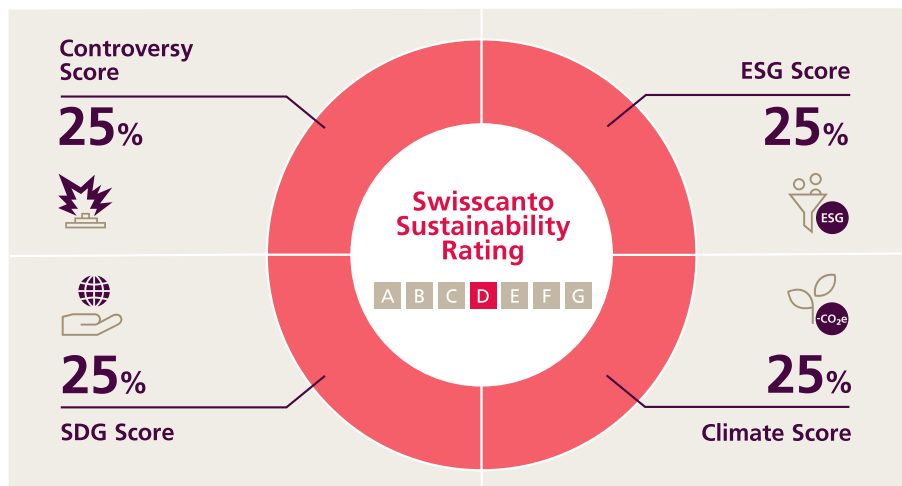 Controversy
Score
25%
ESG Score
25%
ESG
Swisscanto
Sustainability
Rating
A B C D E F G
25%
SDG Score
-CO₂e
25%
Climate Score